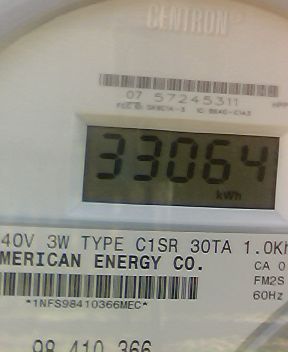 CENTRON
07 57245311
33064
kWh
40V 3W TYPE C1SR 30TA 1.0Kh
MERICAN ENERGY CO.
CA 0
FM2S
60Hz
*1NFS98410366MEC*
98 410 366